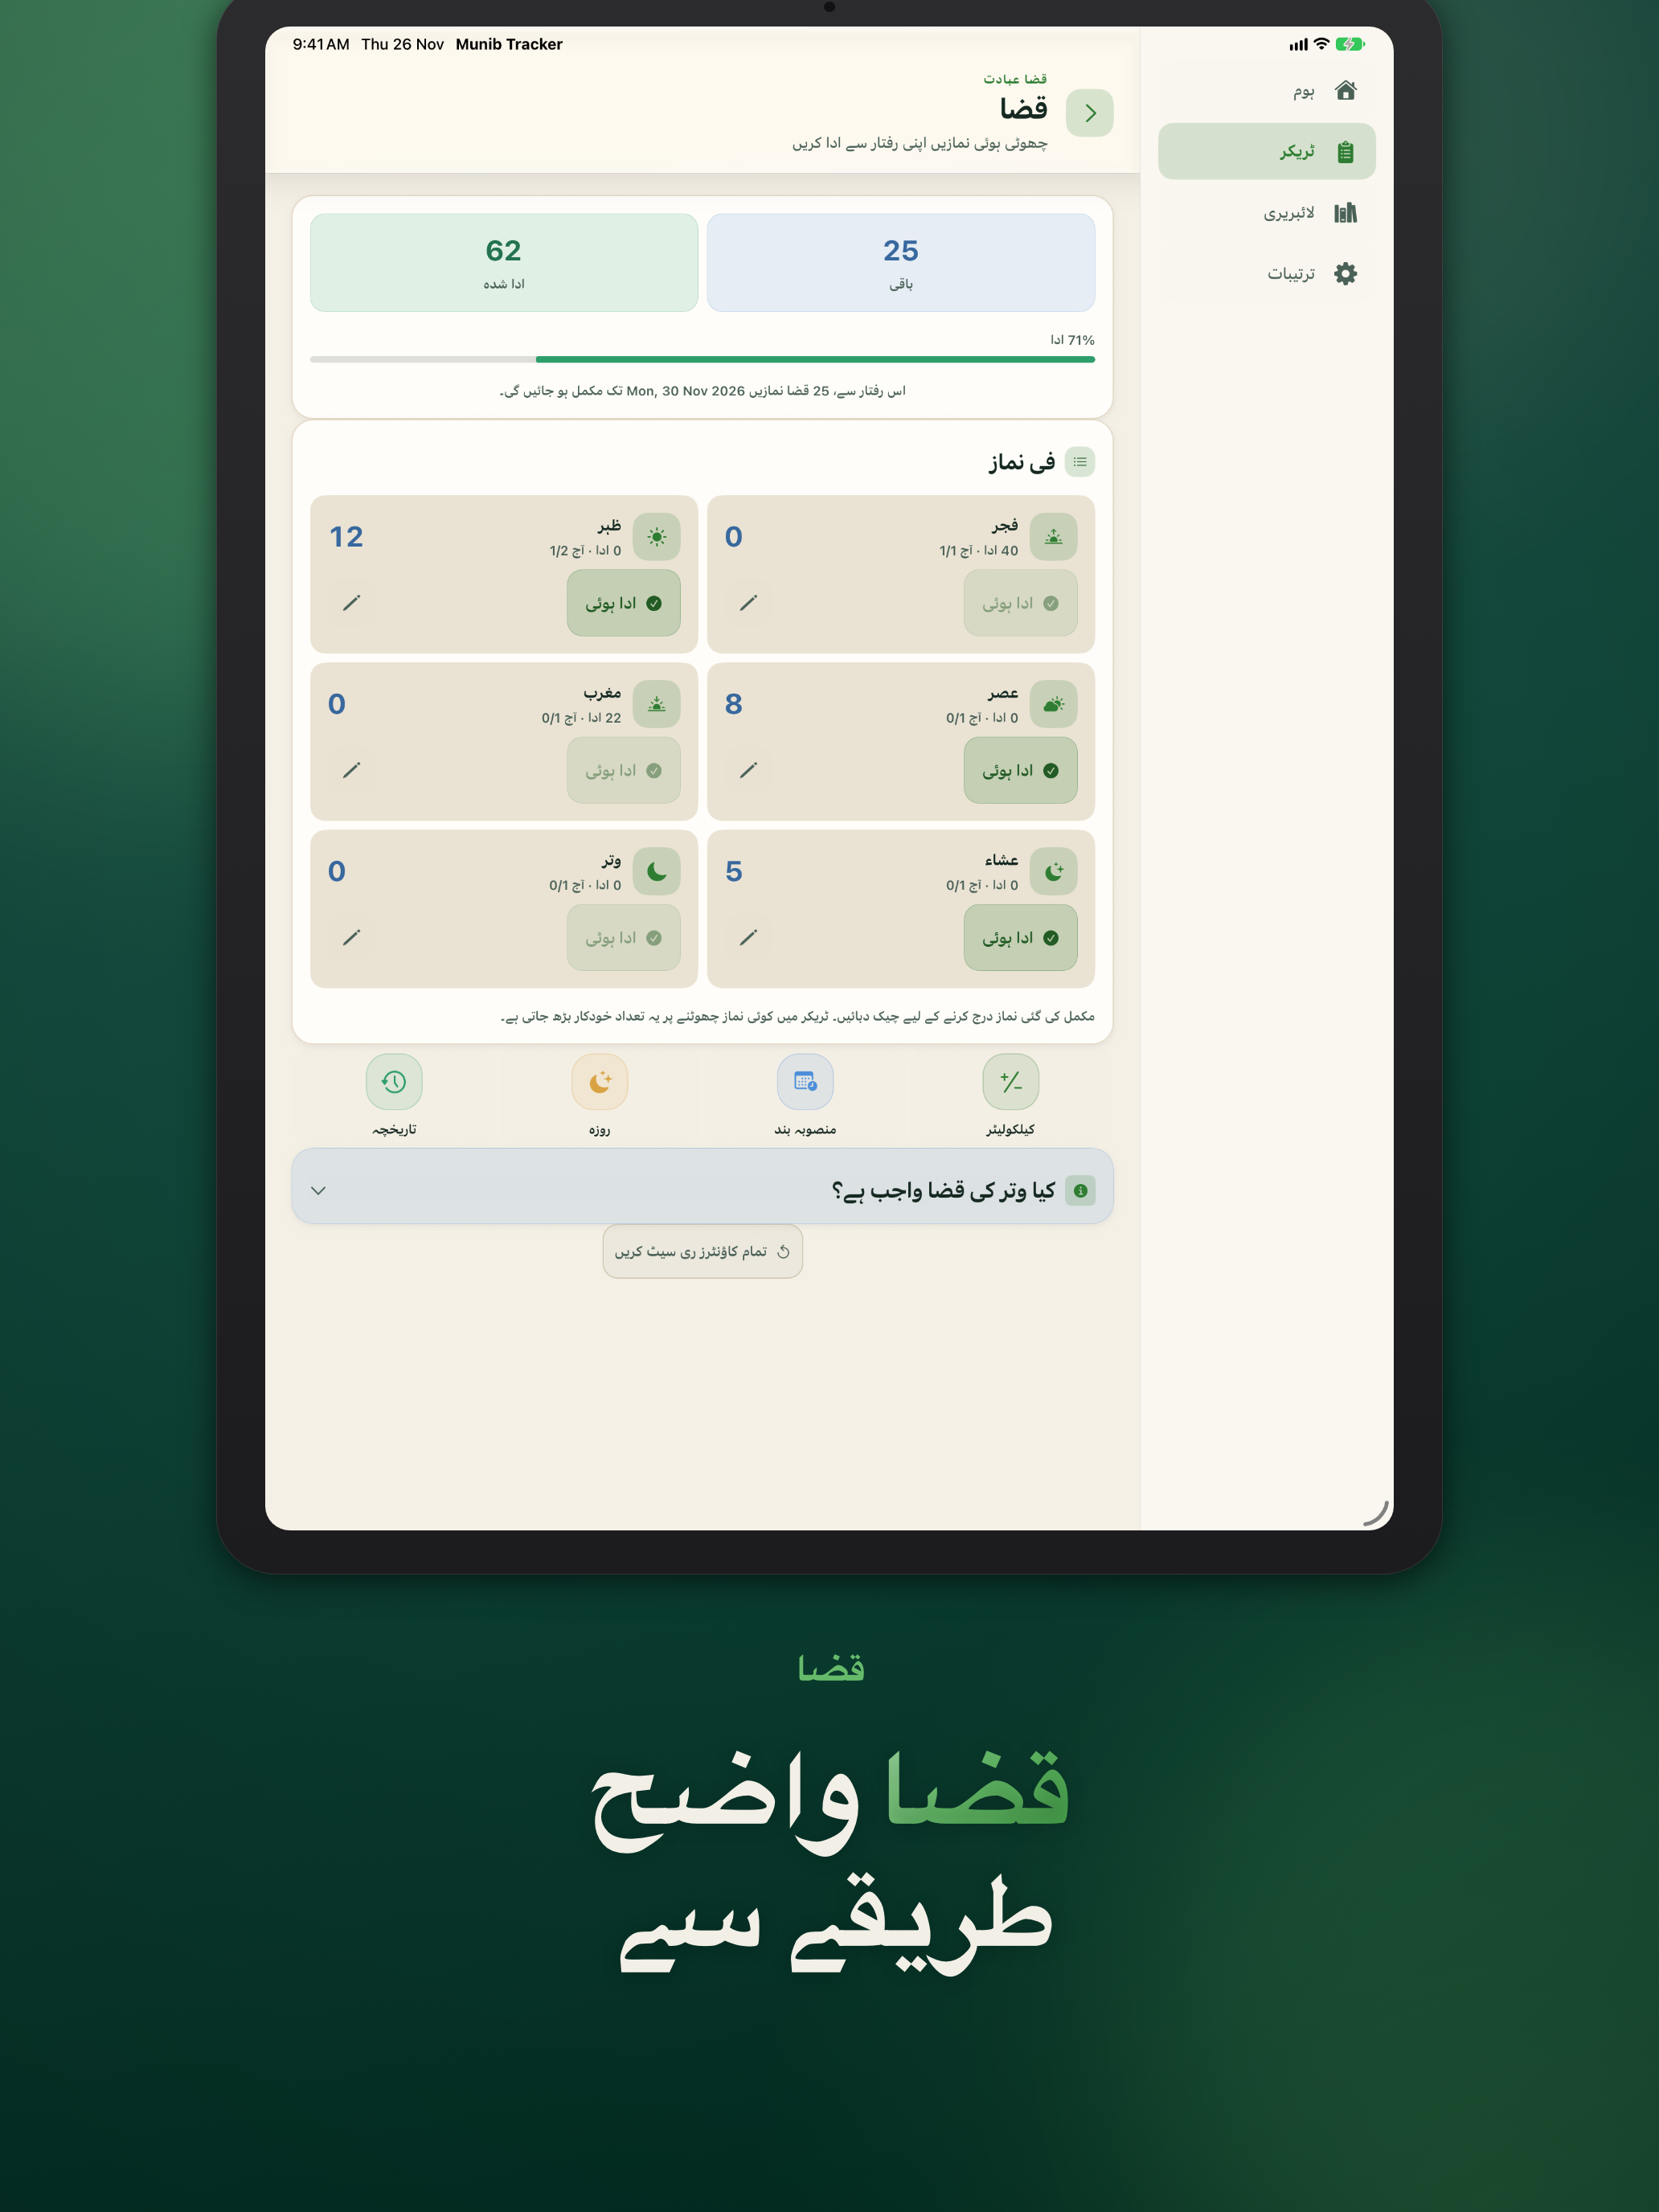 9:41 AM Thu 26 Nov Munib Tracker
ہوم
ٹریکر
لائبریری
ترتیبات
قضا عبادت
قضا
چھوٹی ہوئی نمازیں اپنی رفتار سے ادا کریں
25
باقی
62
ادا شدہ
71% ادا
اس رفتار سے، 25 قضا نمازیں Mon, 30 Nov 2026 تک مکمل ہو جائیں گی۔
فی نماز
فجر
0
40 ادا · آج 1/1
ادا ہوئی
ظہر
12
0 ادا · آج 1/2
ادا ہوئی
عصر
8
0 ادا · آج 0/1
ادا ہوئی
مغرب
0
22 ادا · آج 0/1
ادا ہوئی
عشاء
5
0 ادا · آج 0/1
ادا ہوئی
وتر
0
0 ادا · آج 0/1
ادا ہوئی
مکمل کی گئی نماز درج کرنے کے لیے چیک دبائیں۔ ٹریکر میں کوئی نماز چھوٹنے پر یہ تعداد خودکار بڑھ جاتی ہے۔
کیلکولیٹر
منصوبہ بند
روزہ
تاریخچہ
کیا وتر کی قضا واجب ہے؟
تمام کاؤنٹرز ری سیٹ کریں
قضا
قضا واضح
طریقے سے